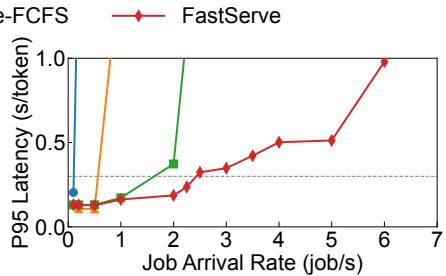 e-FCFS FastServe
P95 Latency (s/token)
1.0
0.5
0.0
0 1 2 3 4 5 6 7
Job Arrival Rate (job/s)